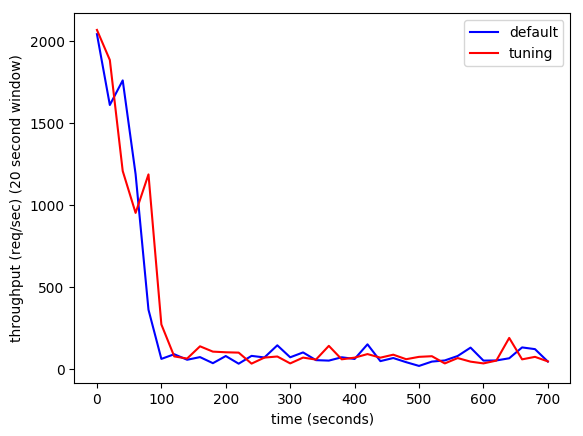 default
tuning
2000
1500
1000
500
0
throughput (req/sec) (20 second window)
0 100 200 300 400 500 600 700
time (seconds)